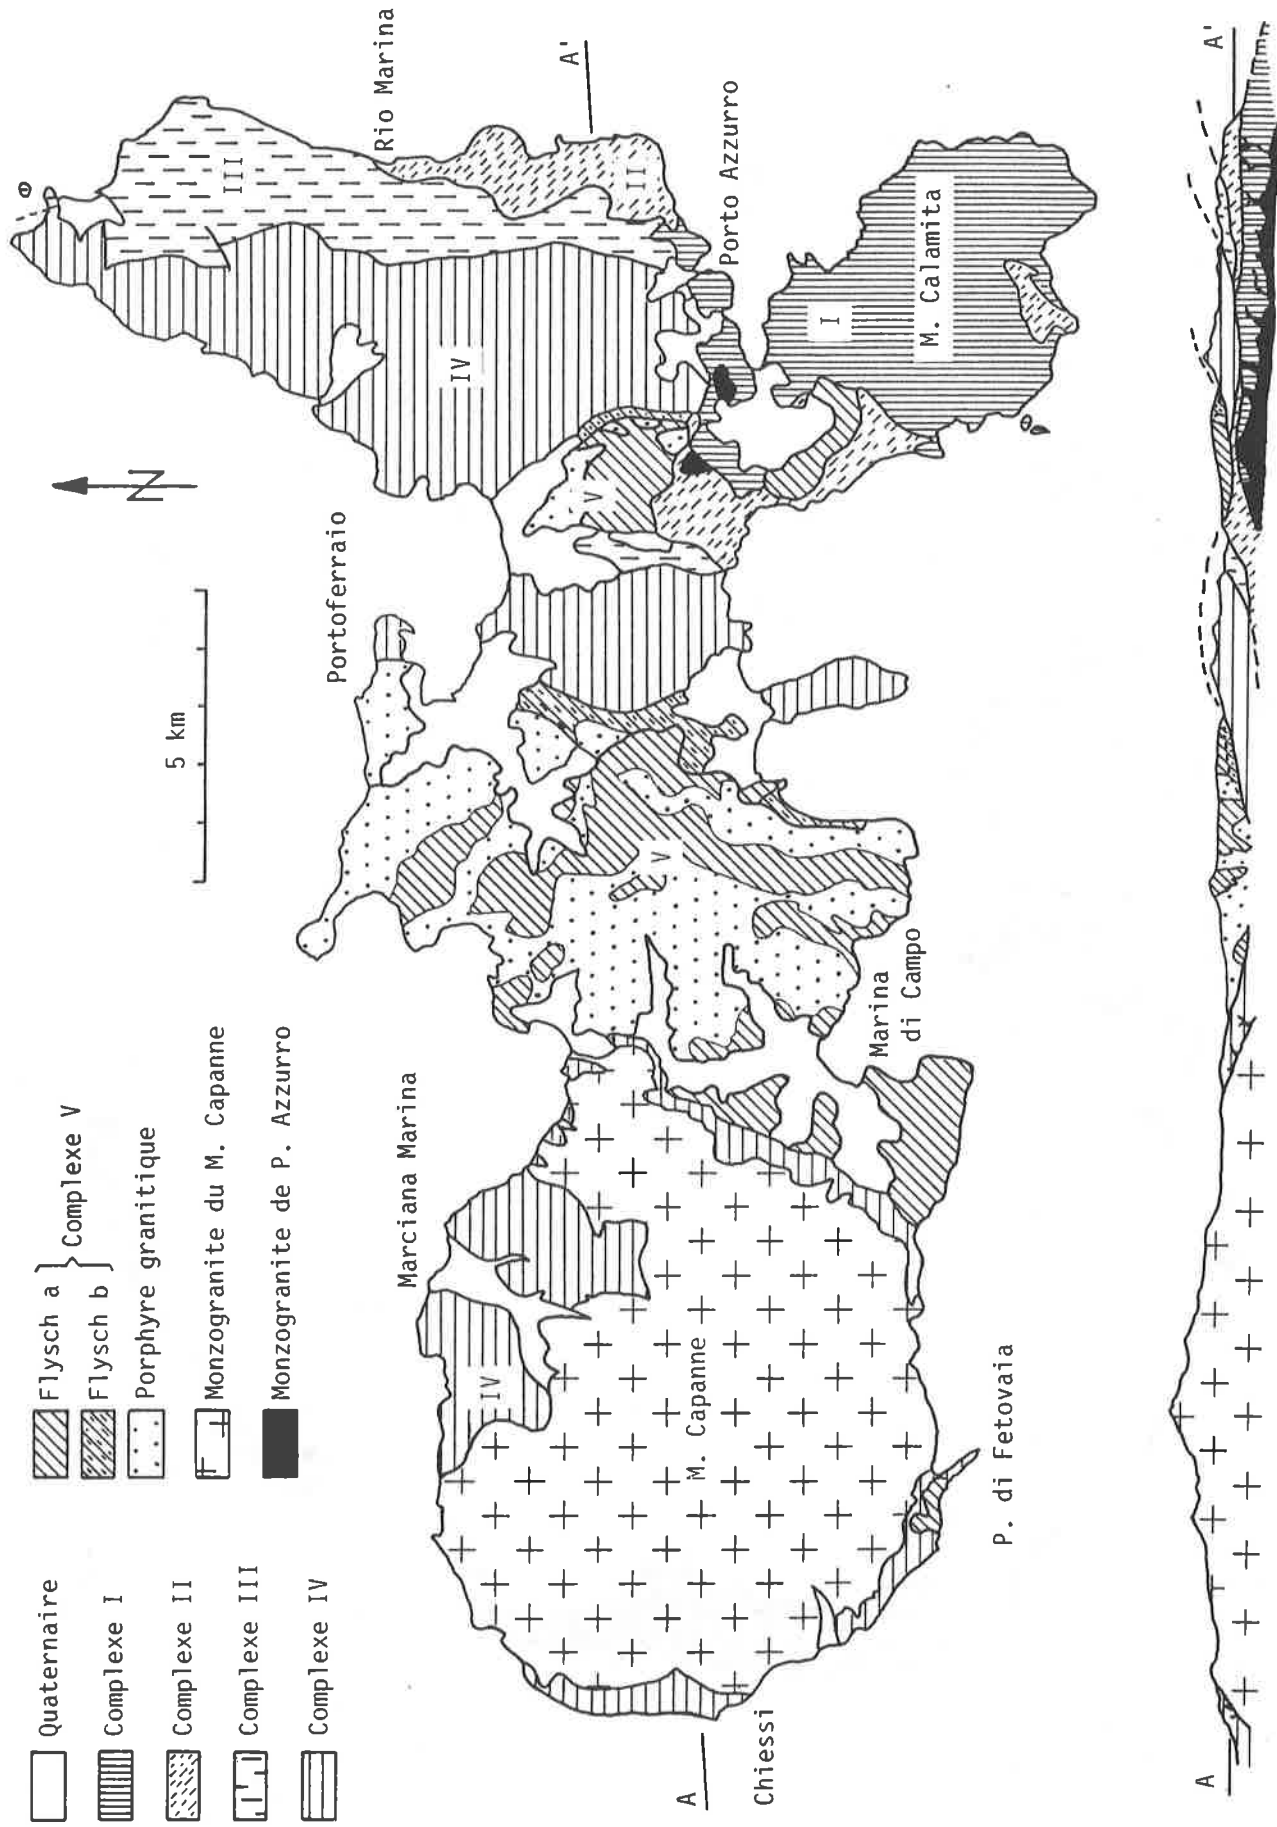 Quaternaire
Complexe I
Complexe II
Complexe III
Complexe IV
Flysch a
Flysch b
Complexe V
Porphyre granitique
Monzogranite du M. Capanne
Monzogranite de P. Azzurro
5 km
N
Portoferraio
Marciana Marina
Rio Marina
III
IV
II
A'
Porto Azzurro
V
V
I
M. Calamita
IV
M. Capanne
Marina
di Campo
P. di Fetovaia
A
Chiessi
A
A'